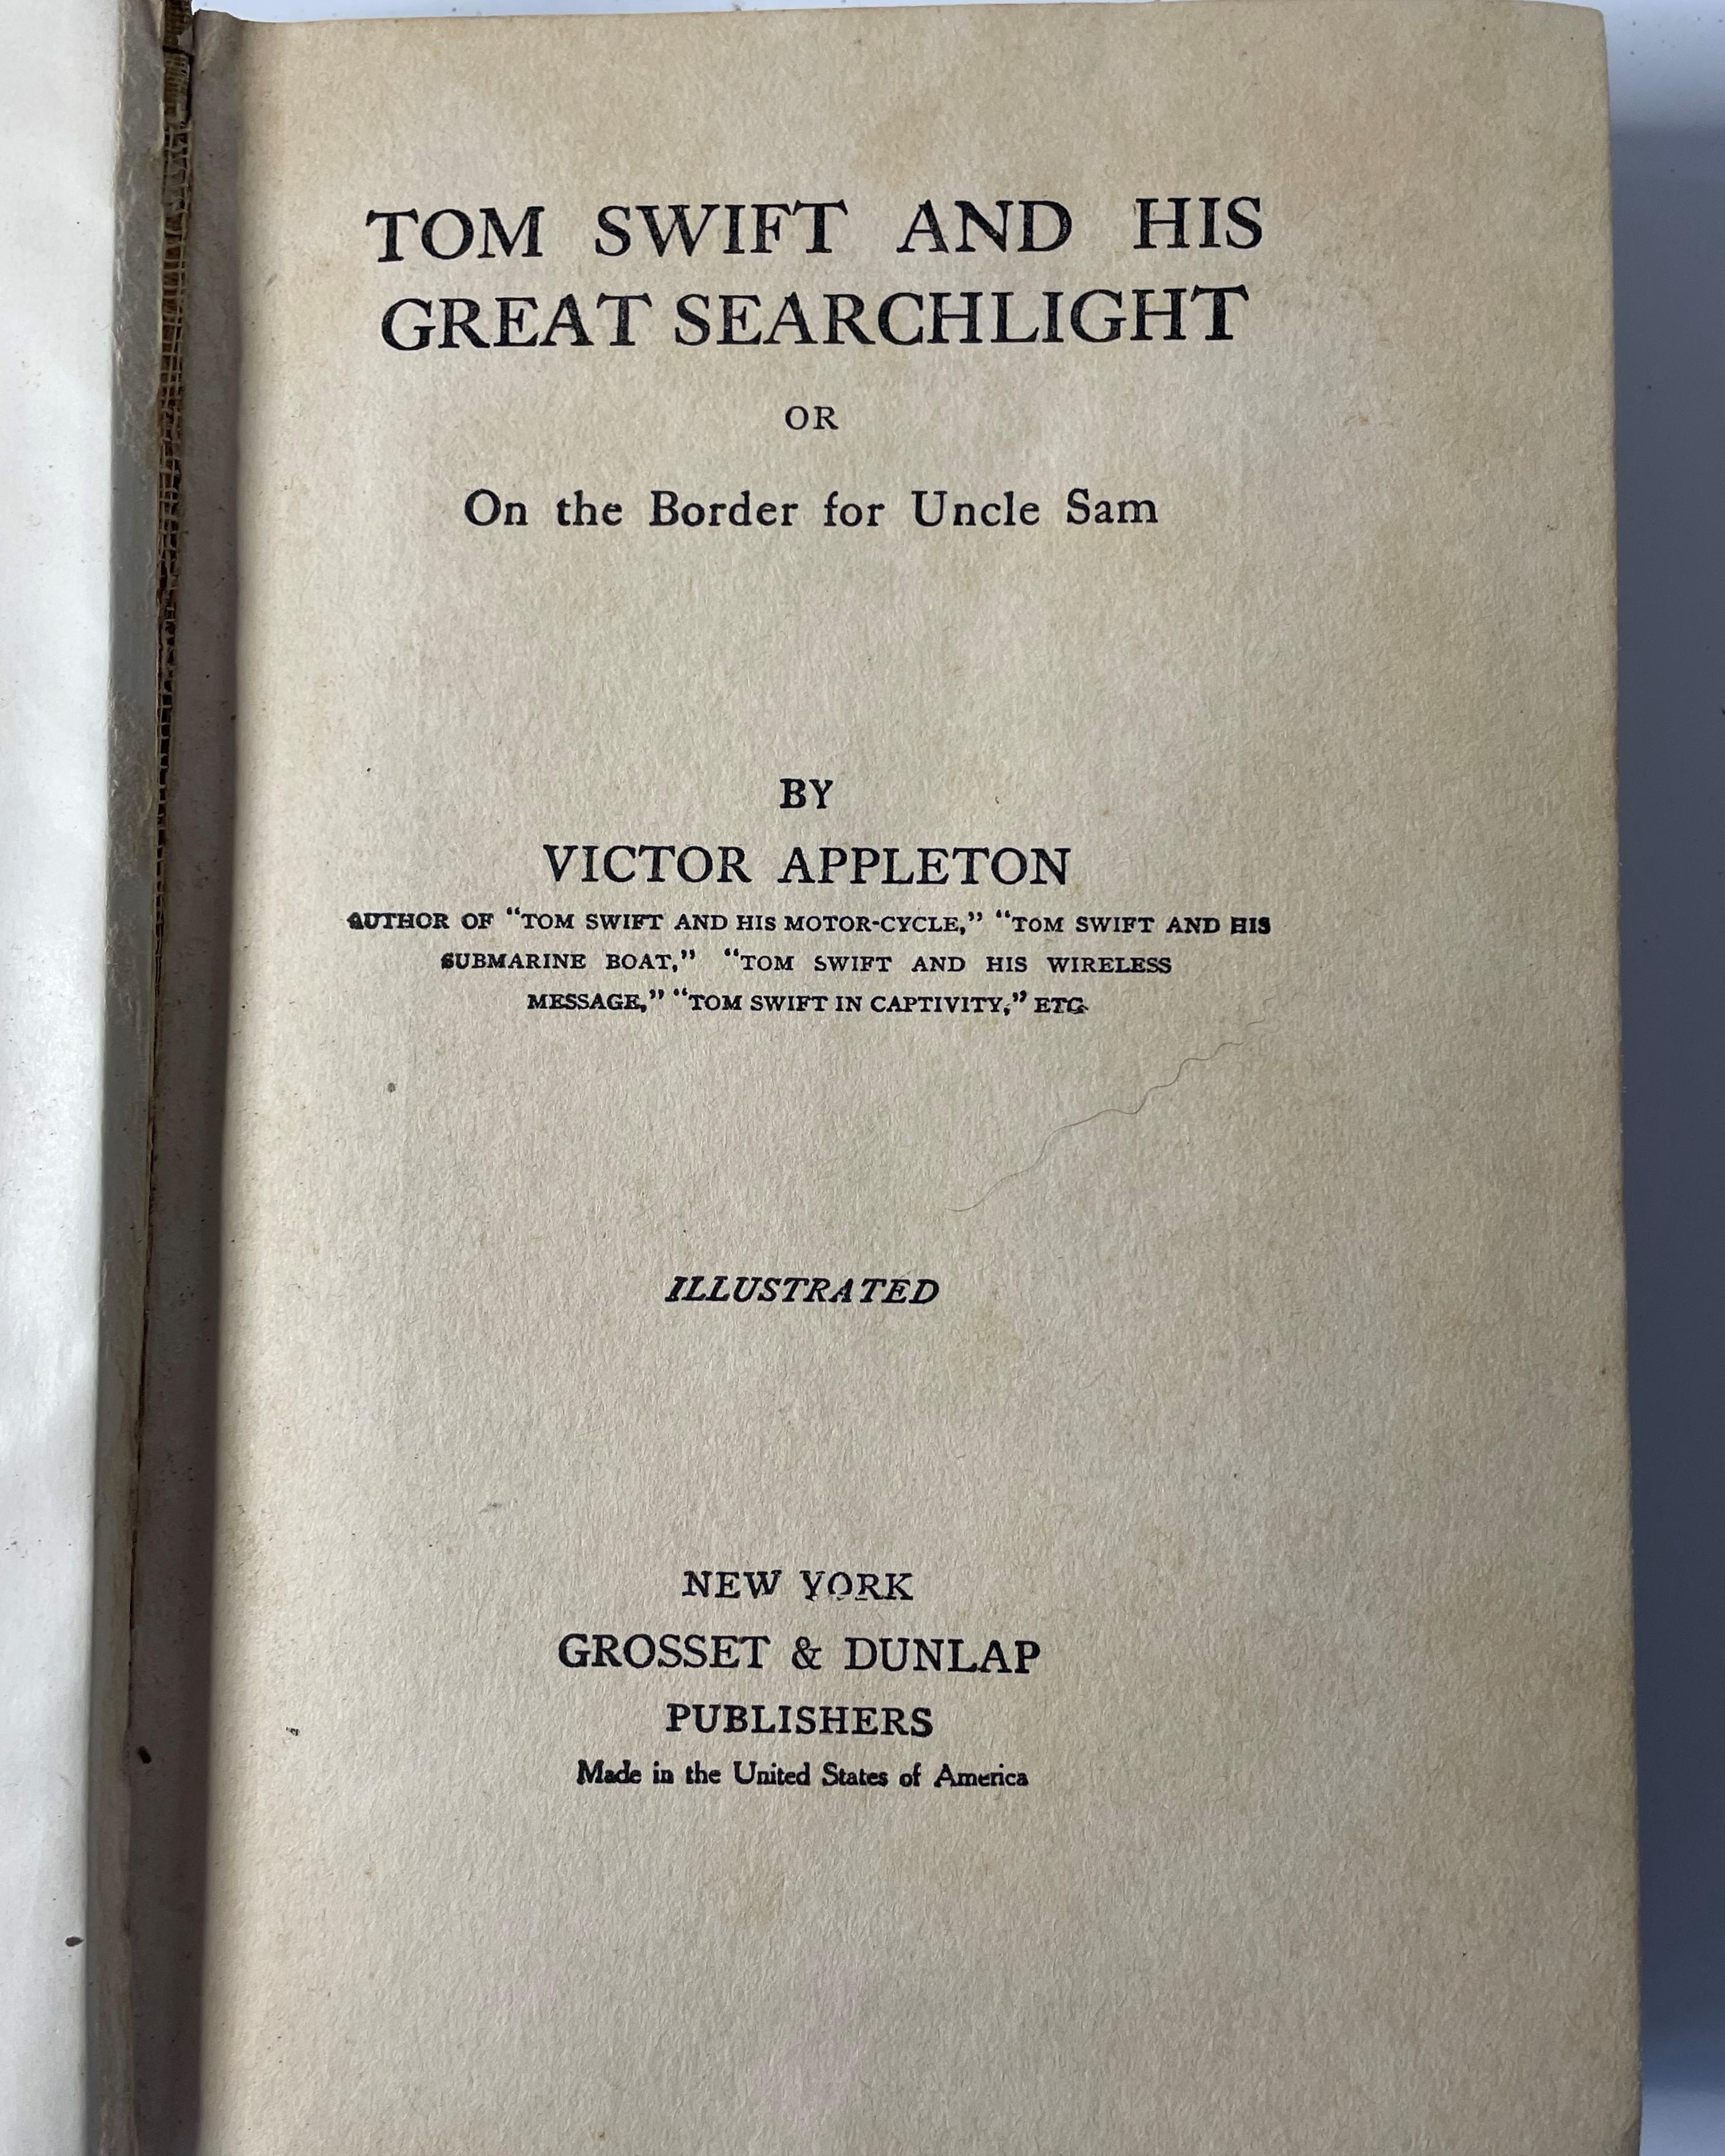 TOM SWIFT AND HIS
GREAT SEARCHLIGHT
OR
On the Border for Uncle Sam
BY
VICTOR APPLETON
AUTHOR OF “TOM SWIFT AND HIS MOTOR-CYCLE,” “TOM SWIFT AND HIS
SUBMARINE BOAT,” “TOM SWIFT AND HIS WIRELESS
MESSAGE,” “TOM SWIFT IN CAPTIVITY,” ETC.
ILLUSTRATED
NEW YORK
GROSSET & DUNLAP
PUBLISHERS
Made in the United States of America